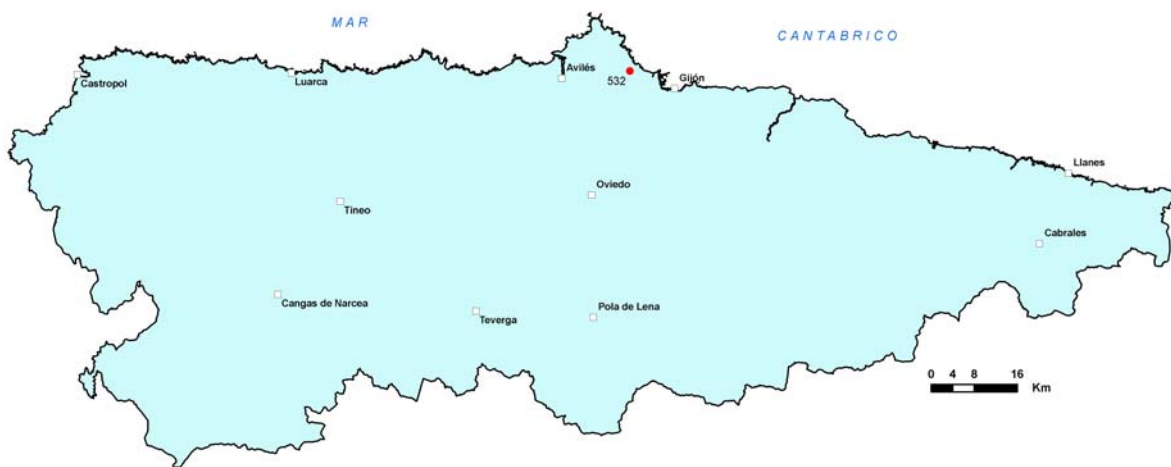 MAR
CANTABRICO
Castropol
Luarca
Avilés
532
Gijón
Llanes
Tineo
Oviedo
Cabrales
Cangas de Narcea
Teverga
Pola de Lena
0 4 8 16
Km